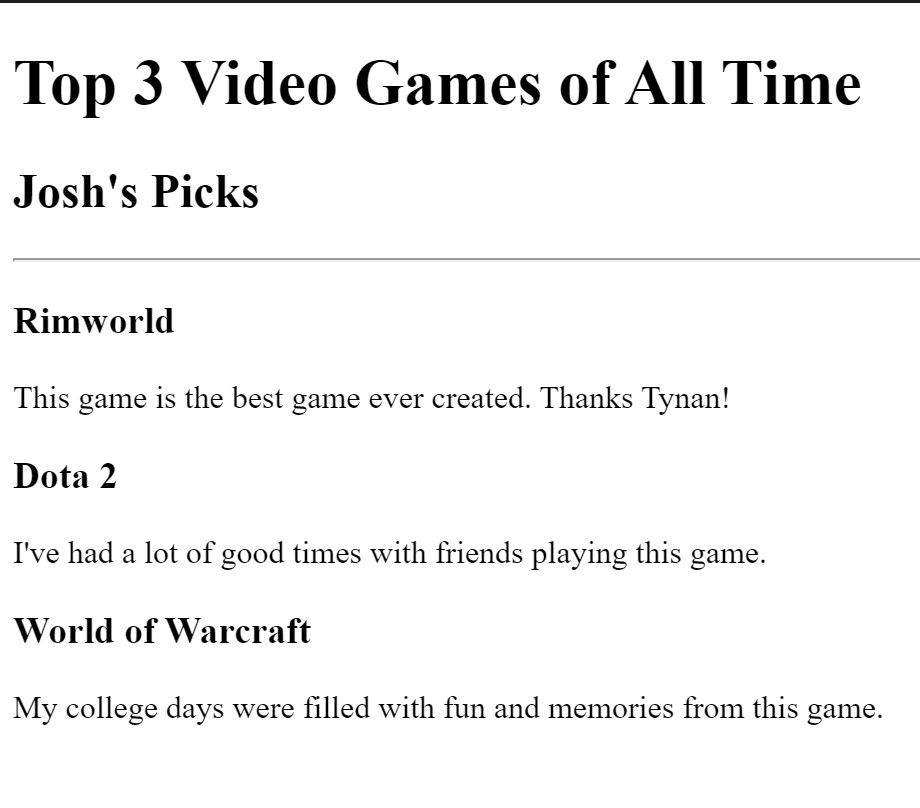 Top 3 Video Games of All Time
Josh's Picks
Rimworld
This game is the best game ever created. Thanks Tynan!
Dota 2
I've had a lot of good times with friends playing this game.
World of Warcraft
My college days were filled with fun and memories from this game.